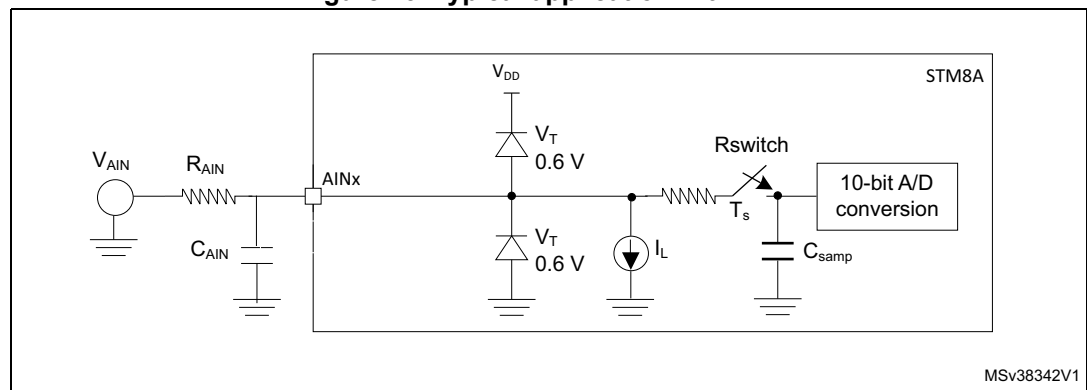 STM8A
V_DD
V_T
0.6 V
Rswitch
V_AIN
R_AIN
AINx
10-bit A/D
conversion
T_s
C_AIN
V_T
0.6 V
I_L
C_samp
MSv38342V1